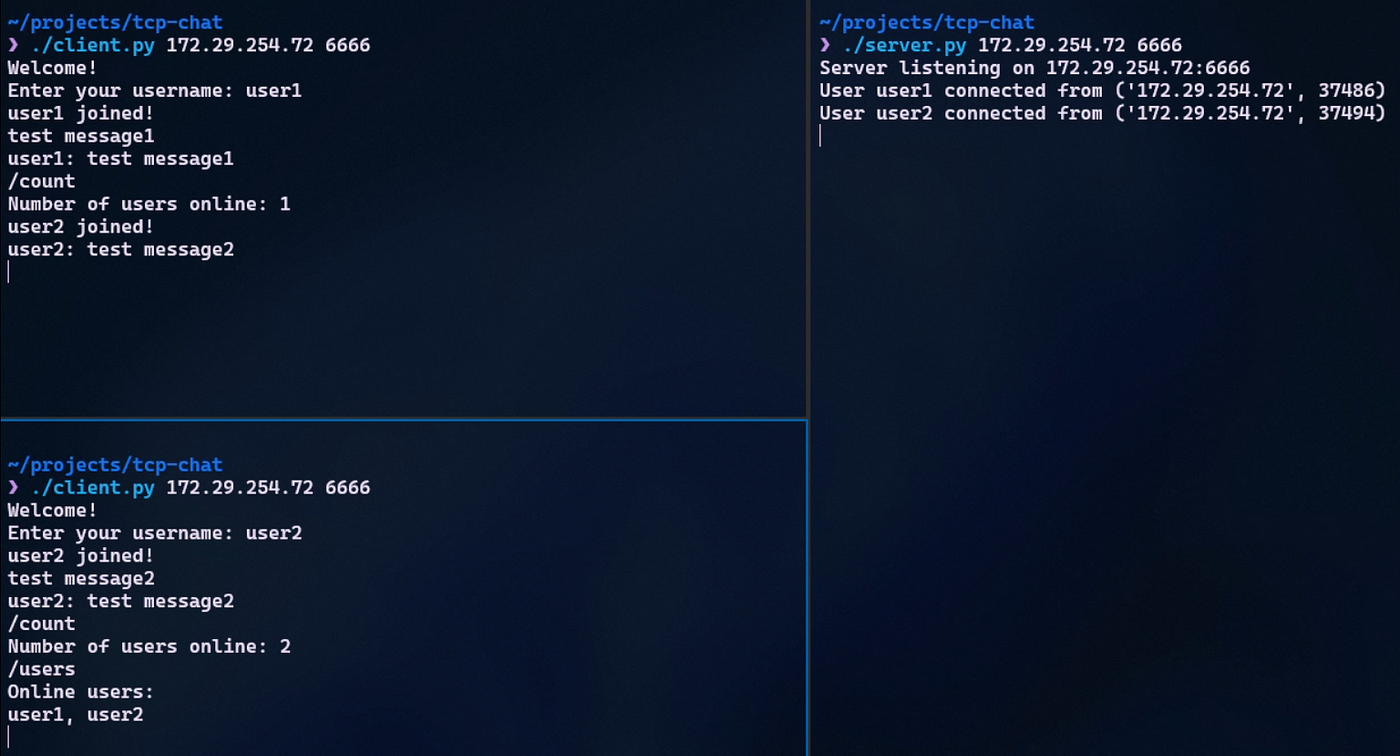 ~/projects/tcp-chat
❯ ./client.py 172.29.254.72 6666
Welcome!
Enter your username: user1
user1 joined!
test message1
user1: test message1
/count
Number of users online: 1
user2 joined!
user2: test message2
~/projects/tcp-chat
❯ ./client.py 172.29.254.72 6666
Welcome!
Enter your username: user2
user2 joined!
test message2
user2: test message2
/count
Number of users online: 2
/users
Online users:
user1, user2
~/projects/tcp-chat
❯ ./server.py 172.29.254.72 6666
Server listening on 172.29.254.72:6666
User user1 connected from ('172.29.254.72', 37486)
User user2 connected from ('172.29.254.72', 37494)